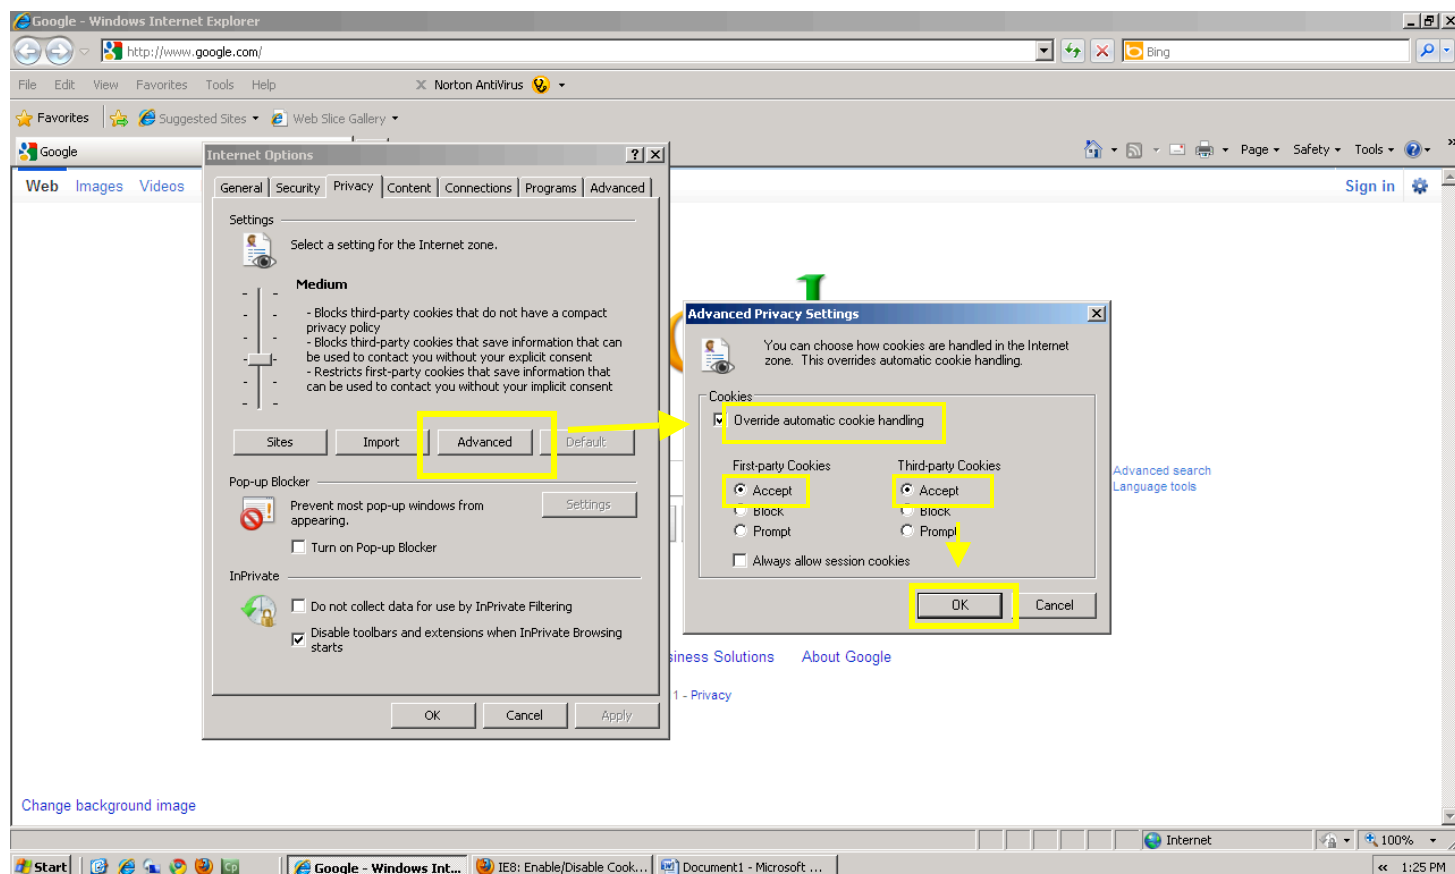 Google - Windows Internet Explorer
http://www.google.com/
Bing
File Edit View Favorites Tools Help
x Norton AntiVirus
Favorites Suggested Sites Web Slice Gallery
Google
Page Safety Tools
Web Images Videos
Sign in
Internet Options
General Security Privacy Content Connections Programs Advanced
Settings
Select a setting for the Internet zone.
Medium
- Blocks third-party cookies that do not have a compact
privacy policy
- Blocks third-party cookies that save information that can
be used to contact you without your explicit consent
- Restricts first-party cookies that save information that
can be used to contact you without your implicit consent
Sites Import Advanced Default
Pop-up Blocker
Prevent most pop-up windows from
appearing.
Settings
Turn on Pop-up Blocker
InPrivate
Do not collect data for use by InPrivate Filtering
Disable toolbars and extensions when InPrivate Browsing
starts
OK Cancel Apply
Advanced Privacy Settings
You can choose how cookies are handled in the Internet
zone. This overrides automatic cookie handling.
Cookies
Override automatic cookie handling
First-party Cookies Third-party Cookies
Accept Accept
Block Block
Prompt Prompt
Always allow session cookies
OK Cancel
Advanced search
Language tools
Solutions About Google
1 - Privacy
Change background image
Internet
100%
Start
Cp
Google - Windows Int...
IE8: Enable/Disable Cook...
Document1 - Microsoft ...
1:25 PM